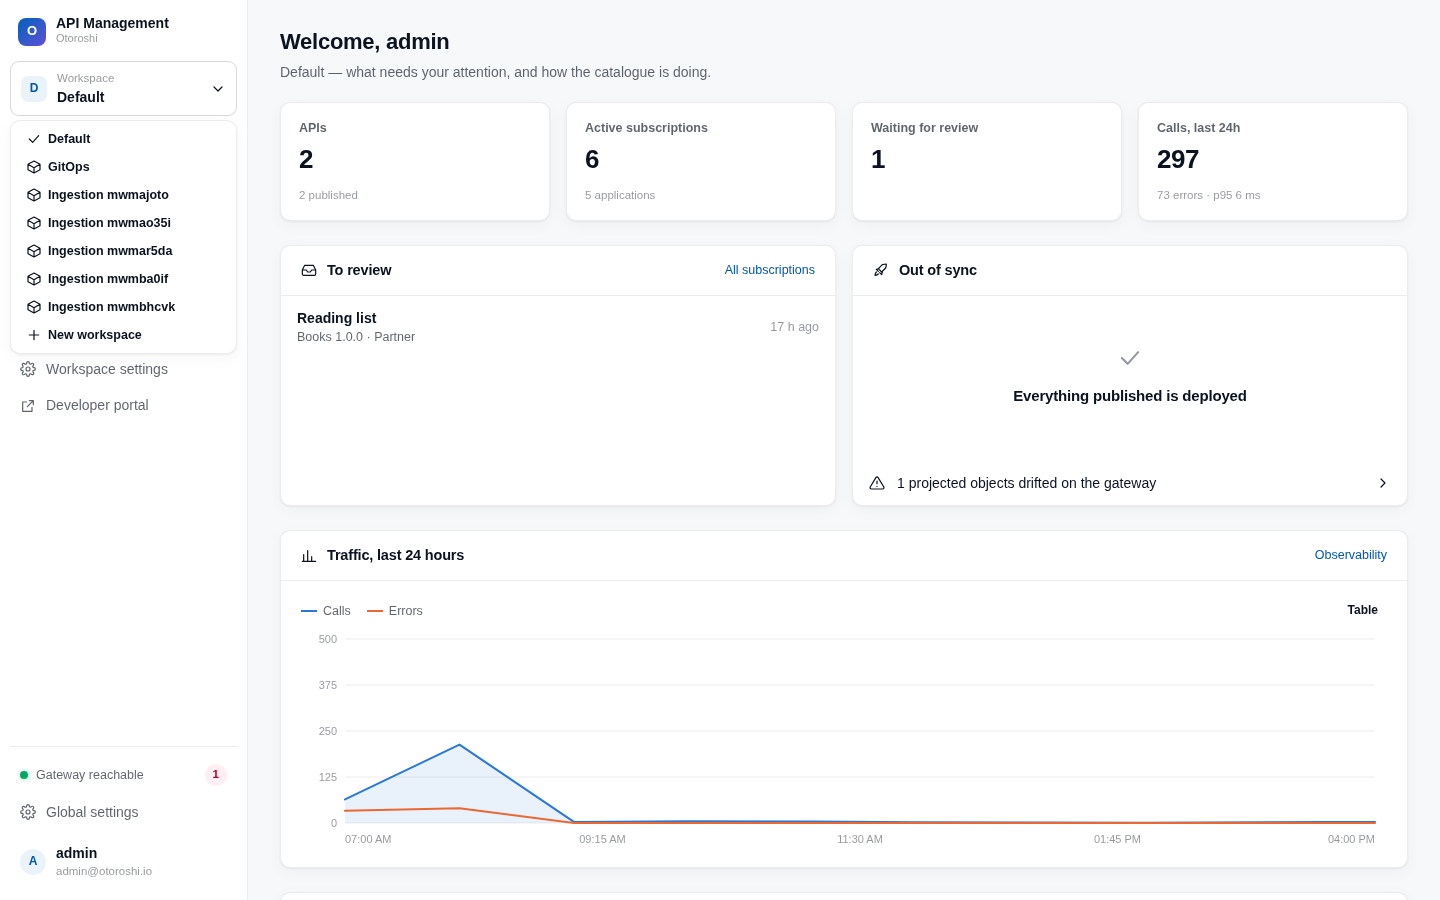 O
API Management
Otoroshi
D
Workspace
Default
Default
GitOps
Ingestion mwmajoto
Ingestion mwmao35i
Ingestion mwmar5da
Ingestion mwmba0if
Ingestion mwmbhcvk
New workspace
Workspace settings
Developer portal
Gateway reachable 1
Global settings
A
admin
admin@otoroshi.io
Welcome, admin
Default — what needs your attention, and how the catalogue is doing.
APIs
2
2 published
Active subscriptions
6
5 applications
Waiting for review
1
Calls, last 24h
297
73 errors · p95 6 ms
To review All subscriptions
Reading list
Books 1.0.0 · Partner
17 h ago
Out of sync
Everything published is deployed
1 projected objects drifted on the gateway
Traffic, last 24 hours Observability
Calls Errors Table
500
375
250
125
0
07:00 AM 09:15 AM 11:30 AM 01:45 PM 04:00 PM